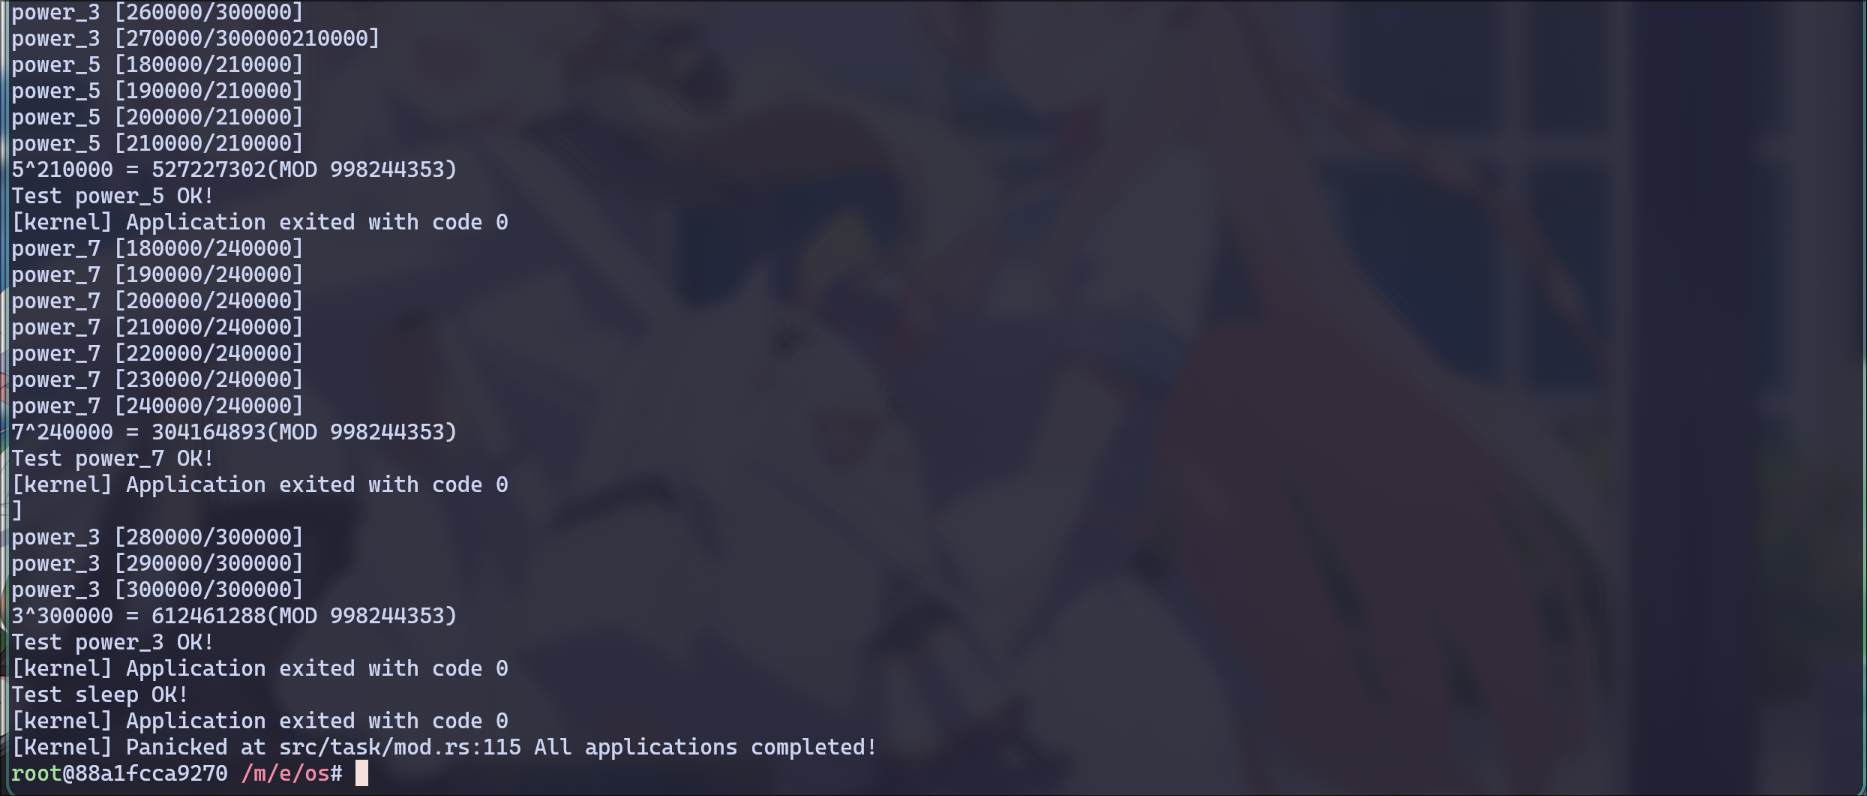 power_3 [260000/300000]
power_3 [270000/300000210000]
power_5 [180000/210000]
power_5 [190000/210000]
power_5 [200000/210000]
power_5 [210000/210000]
5^210000 = 527227302(MOD 998244353)
Test power_5 OK!
[kernel] Application exited with code 0
power_7 [180000/240000]
power_7 [190000/240000]
power_7 [200000/240000]
power_7 [210000/240000]
power_7 [220000/240000]
power_7 [230000/240000]
power_7 [240000/240000]
7^240000 = 304164893(MOD 998244353)
Test power_7 OK!
[kernel] Application exited with code 0
]
power_3 [280000/300000]
power_3 [290000/300000]
power_3 [300000/300000]
3^300000 = 612461288(MOD 998244353)
Test power_3 OK!
[kernel] Application exited with code 0
Test sleep OK!
[kernel] Application exited with code 0
[Kernel] Panicked at src/task/mod.rs:115 All applications completed!
root@88a1fcca9270 /m/e/os#